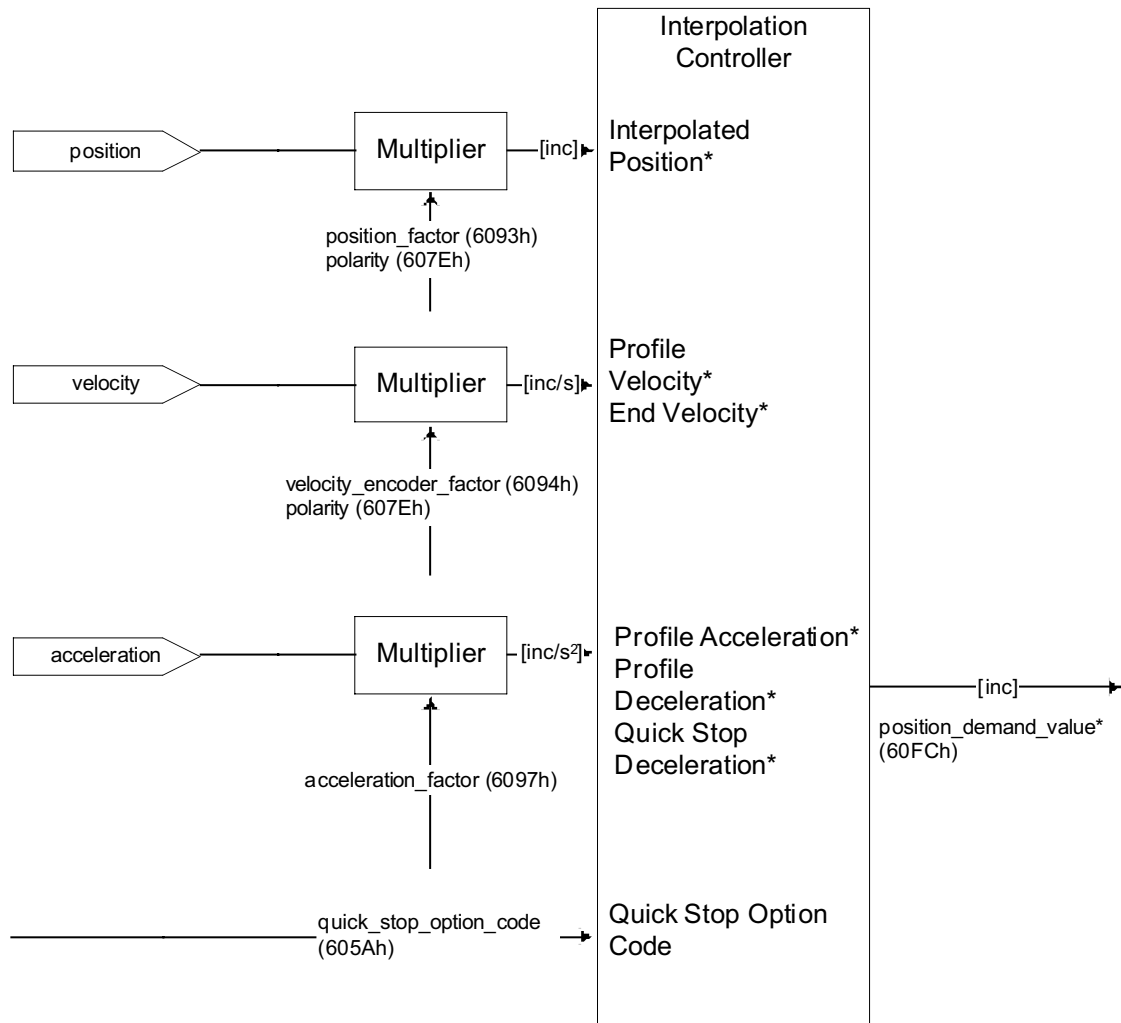 Interpolation
Controller
position
Multiplier
[inc]
Interpolated
Position*
position_factor (6093h)
polarity (607Eh)
velocity
Multiplier
[inc/s]
Profile
Velocity*
End Velocity*
velocity_encoder_factor (6094h)
polarity (607Eh)
acceleration
Multiplier
[inc/s²]
Profile Acceleration*
Profile
Deceleration*
Quick Stop
Deceleration*
[inc]
position_demand_value*
(60FCh)
acceleration_factor (6097h)
quick_stop_option_code
(605Ah)
Quick Stop Option
Code